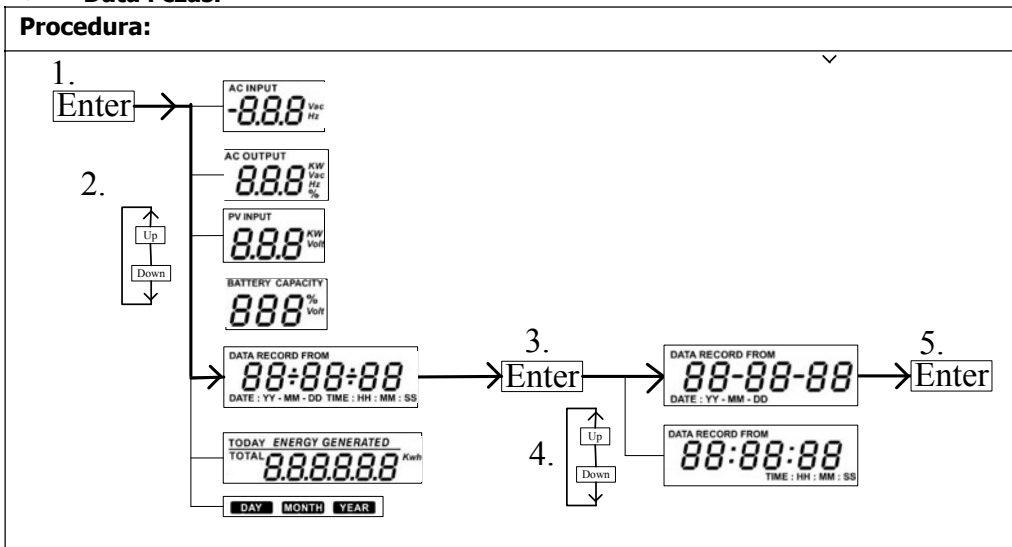 Data i czas.
Procedura:
1.
Enter
AC INPUT
-8.8.8 Vac Hz
AC OUTPUT
8.8.8 KW Vac Hz %
2.
Up
Down
PV INPUT
8.8.8 KW Volt
BATTERY CAPACITY
888 % Volt
DATA RECORD FROM
88:88:88
DATE : YY - MM - DD TIME : HH : MM : SS
3.
Enter
DATA RECORD FROM
88-88-88
DATE : YY - MM - DD
5.
Enter
4.
Up
Down
DATA RECORD FROM
88:88:88
TIME : HH : MM : SS
TODAY ENERGY GENERATED
TOTAL 8.8.8.8.8.8 Kwh
DAY MONTH YEAR